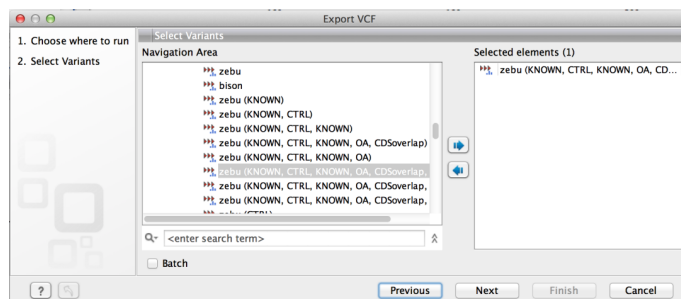 Export VCF
1. Choose where to run
2. Select Variants
Select Variants
Navigation Area
zebu
bison
zebu (KNOWN)
zebu (KNOWN, CTRL)
zebu (KNOWN, CTRL, KNOWN)
zebu (KNOWN, CTRL, KNOWN, OA, CDSoverlap)
zebu (KNOWN, CTRL, KNOWN, OA)
zebu (KNOWN, CTRL, KNOWN, OA, CDSoverlap,
zebu (KNOWN, CTRL, KNOWN, OA, CDSoverlap,
zebu (KNOWN, CTRL, KNOWN, OA, CDSoverlap,
zebu (CTRL)
<enter search term>
Batch
Selected elements (1)
zebu (KNOWN, CTRL, KNOWN, OA, CD...
?
Previous
Next
Finish
Cancel